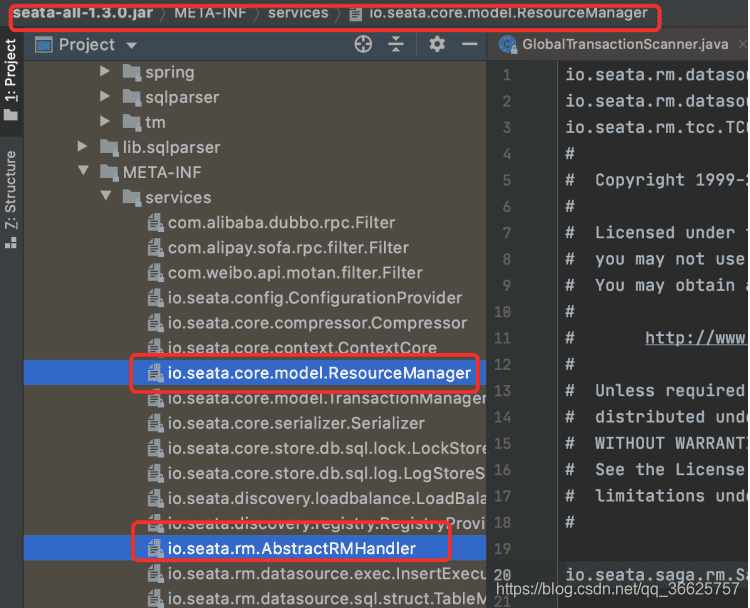 seata-all-1.3.0.jar META-INF services io.seata.core.model.ResourceManager
1: Project
7: Structure
Project
spring
sqlparser
tm
lib.sqlparser
META-INF
services
com.alibaba.dubbo.rpc.Filter
com.alipay.sofa.rpc.filter.Filter
com.weibo.api.motan.filter.Filter
io.seata.config.ConfigurationProvider
io.seata.core.compressor.Compressor
io.seata.core.context.ContextCore
io.seata.core.model.ResourceManager
io.seata.core.model.TransactionManager
io.seata.core.serializer.Serializer
io.seata.core.store.db.sql.lock.LockStore
io.seata.core.store.db.sql.log.LogStoreS
io.seata.discovery.loadbalance.LoadBala
io.seata.discovery.registry.RegistryProvi
io.seata.rm.AbstractRMHandler
io.seata.rm.datasource.exec.InsertExecu
io.seata.rm.datasource.sql.struct.TableM
GlobalTransactionScanner.java
1 io.seata.rm.datasou
2 io.seata.rm.datasou
3 io.seata.rm.tcc.TCC
4 #
5 # Copyright 1999-2
6 #
7 # Licensed under t
8 # you may not use
9 # You may obtain a
10 #
11 # http://www
12 #
13 # Unless required
14 # distributed unde
15 # WITHOUT WARRANTI
16 # See the License
17 # limitations unde
18 #
19
20 io.seata.saga.rm.Sa
21
https://blog.csdn.net/qq_36625757